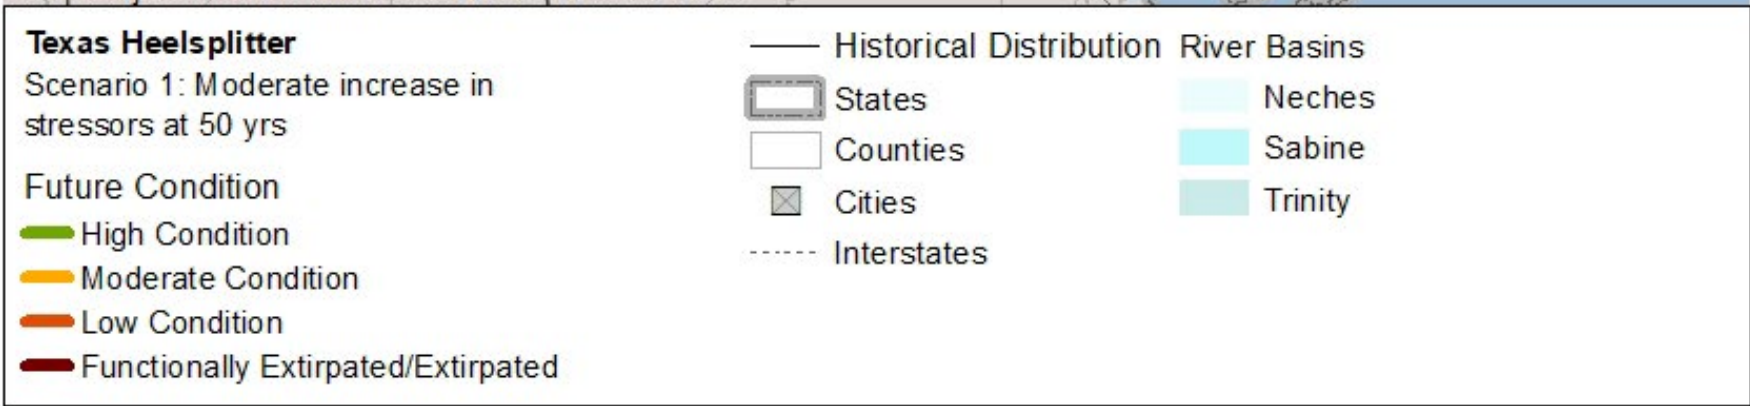 Texas Heelsplitter
Scenario 1: Moderate increase in
stressors at 50 yrs
Future Condition
High Condition
Moderate Condition
Low Condition
Functionally Extirpated/Extirpated
Historical Distribution
States
Counties
Cities
Interstates
River Basins
Neches
Sabine
Trinity